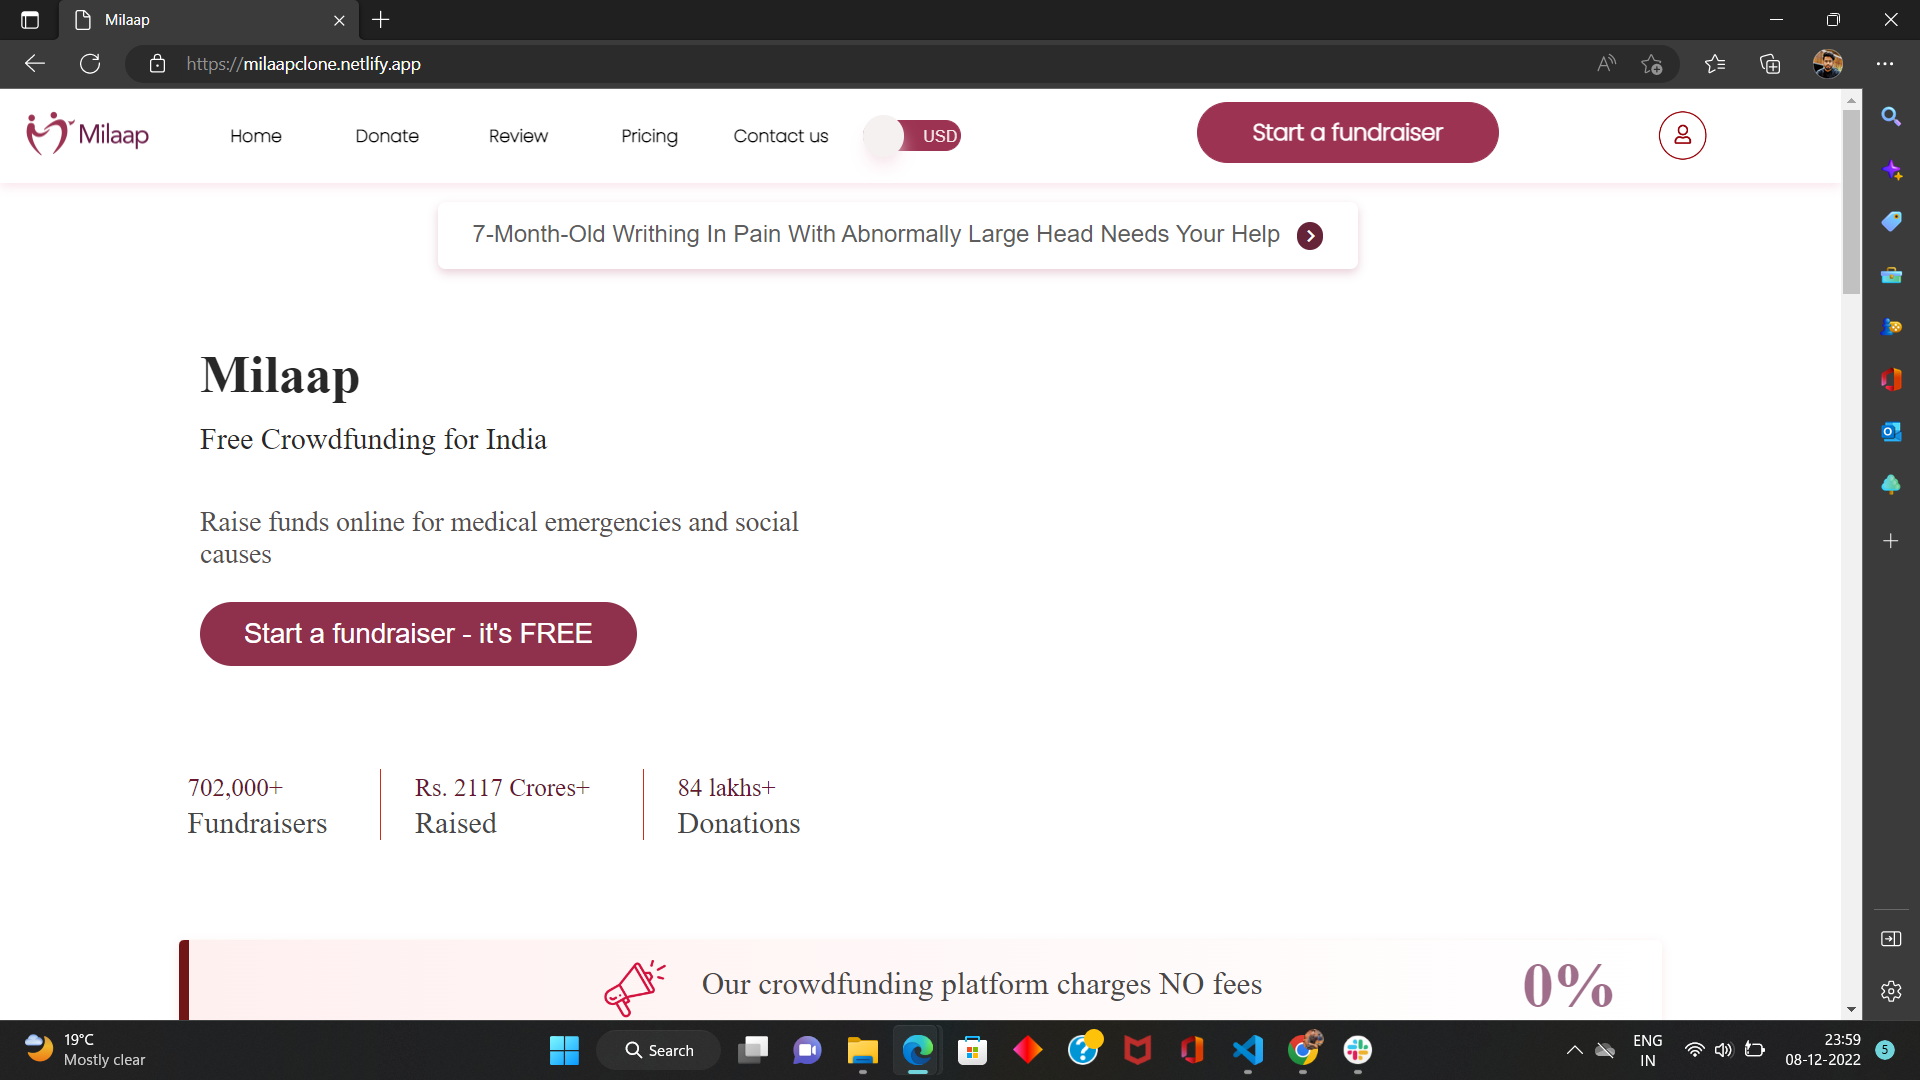 Milaap
https://milaapclone.netlify.app
Milaap
Home
Donate
Review
Pricing
Contact us
USD
Start a fundraiser
7-Month-Old Writhing In Pain With Abnormally Large Head Needs Your Help
Milaap
Free Crowdfunding for India
Raise funds online for medical emergencies and social
causes
Start a fundraiser - it's FREE
702,000+
Fundraisers
Rs. 2117 Crores+
Raised
84 lakhs+
Donations
Our crowdfunding platform charges NO fees
0%
19°C
Mostly clear
Search
ENG
IN
23:59
08-12-2022
5